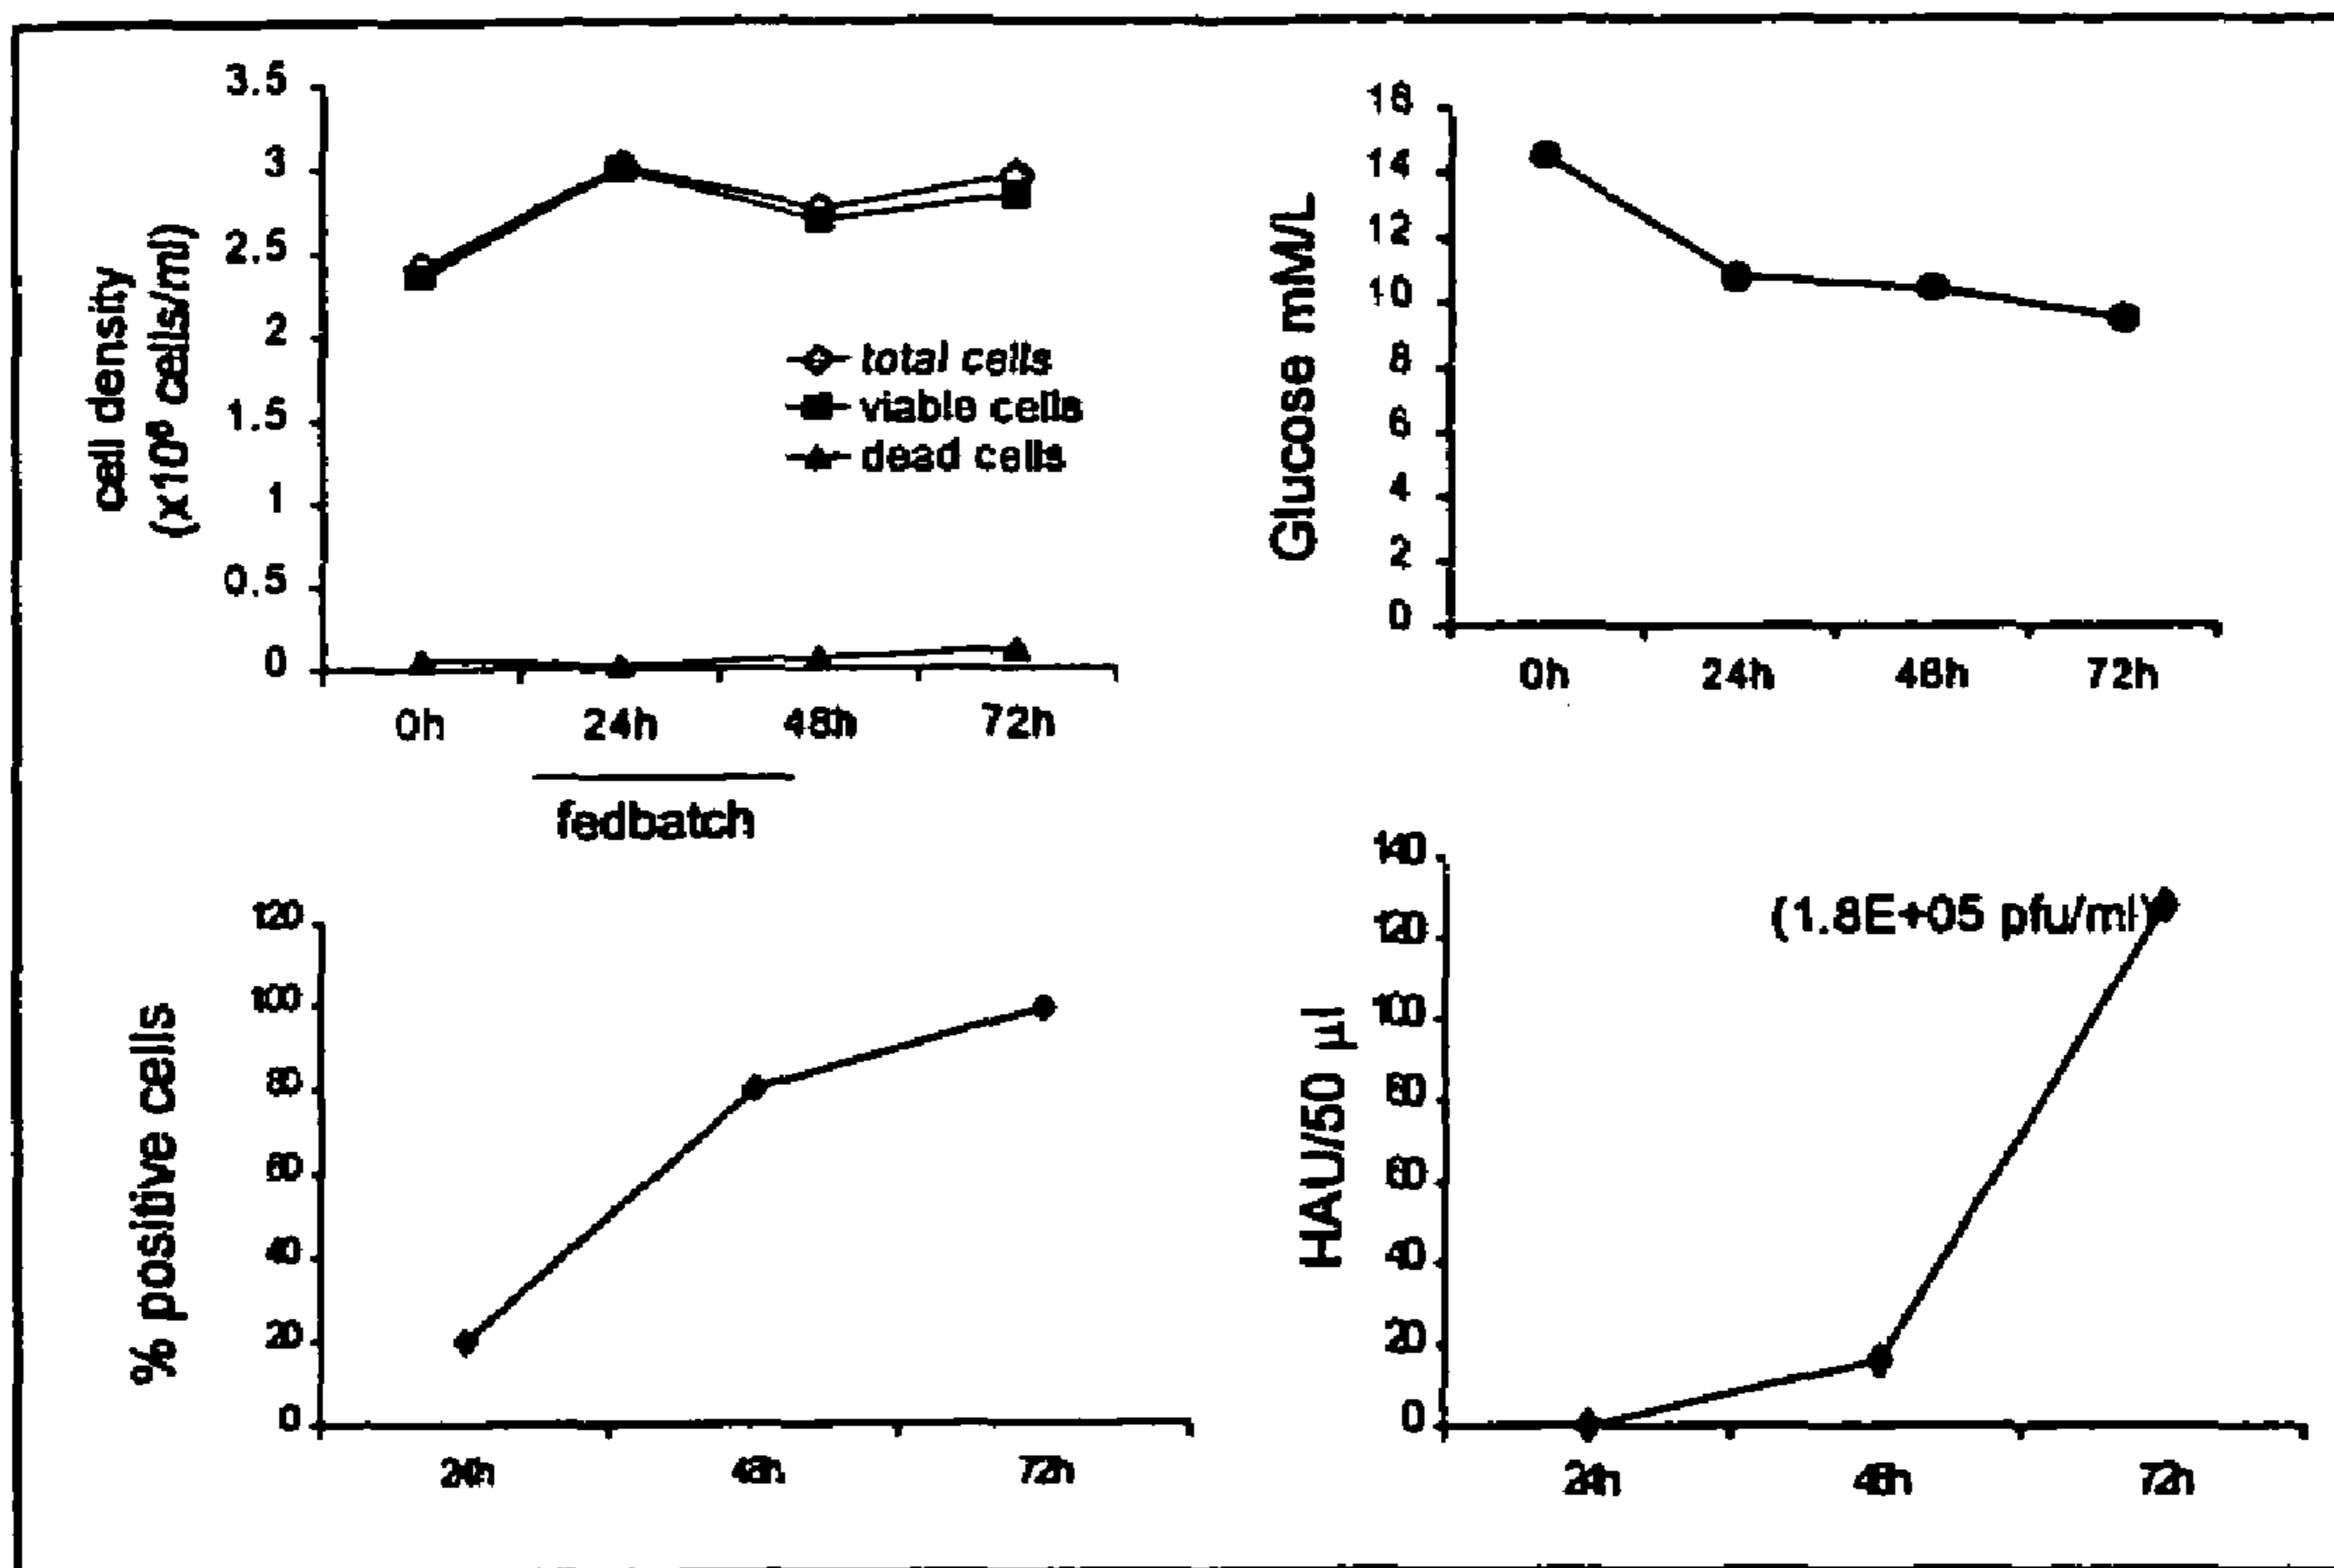 3.5
3
2.5
2
1.5
1
0.5
0
cell density
(x10⁶ cells/ml)
total cells
viable cells
dead cells
0h 24h 48h 72h
fedbatch
16
14
12
10
8
6
4
2
0
Glucose mM/L
0h 24h 48h 72h
120
100
80
60
40
20
0
% positive cells
24h 48h 72h
140
120
100
80
60
40
20
0
HAU/50 µl
(1.8E+05 pfu/ml)
24h 48h 72h